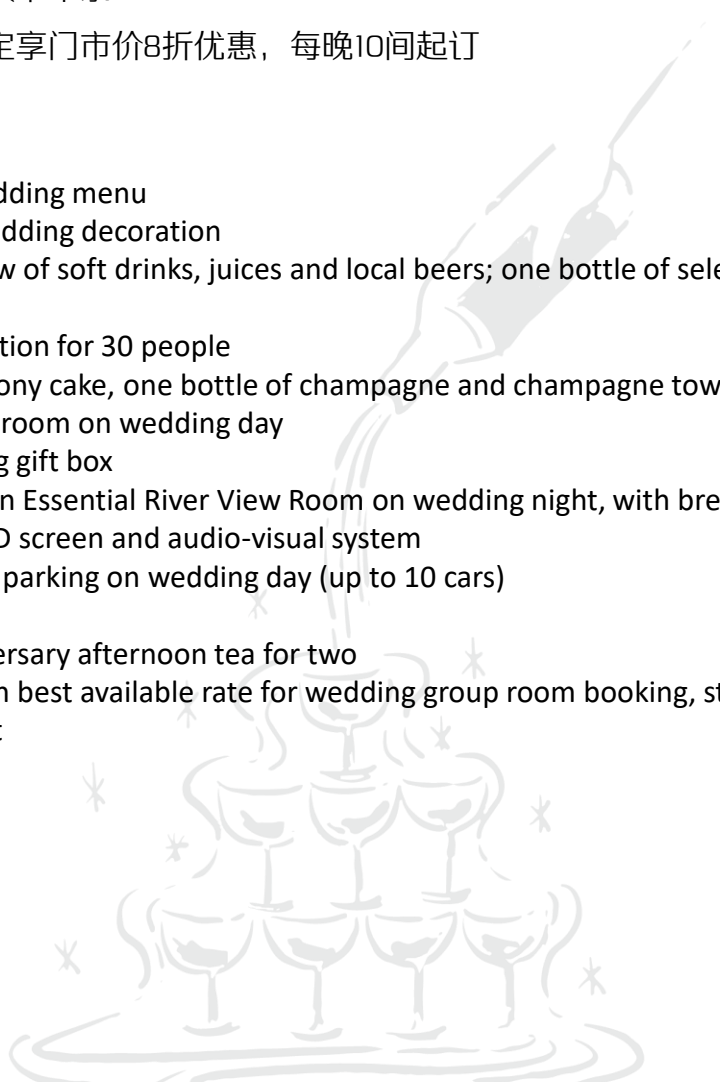 定享门市价8折优惠，每晚10间起订
dding menu
dding decoration
w of soft drinks, juices and local beers; one bottle of sele
tion for 30 people
ony cake, one bottle of champagne and champagne tow
room on wedding day
g gift box
n Essential River View Room on wedding night, with bre
D screen and audio-visual system
parking on wedding day (up to 10 cars)
ersary afternoon tea for two
n best available rate for wedding group room booking, st
t